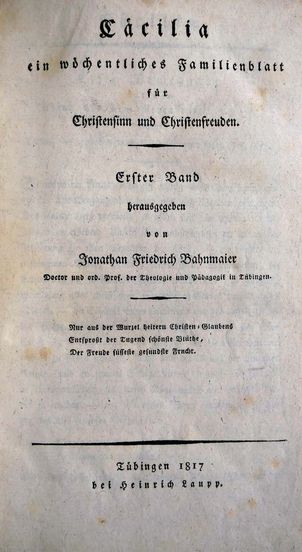 Cäcilia
ein wöchentliches Familienblatt
für
Christensinn und Christenfreuden.
Erster Band
herausgegeben
von
Jonathan Friedrich Bahnmaier
Doctor und ord. Prof. der Theologie und Pädagogik in Tübingen.
Nur aus der Wurzel heitern Christen-Glaubens
Entsproßt der Tugend schönste Blüthe,
Der Freude süsseste gesundste Frucht.
Tübingen 1817
bei Heinrich Laupp.